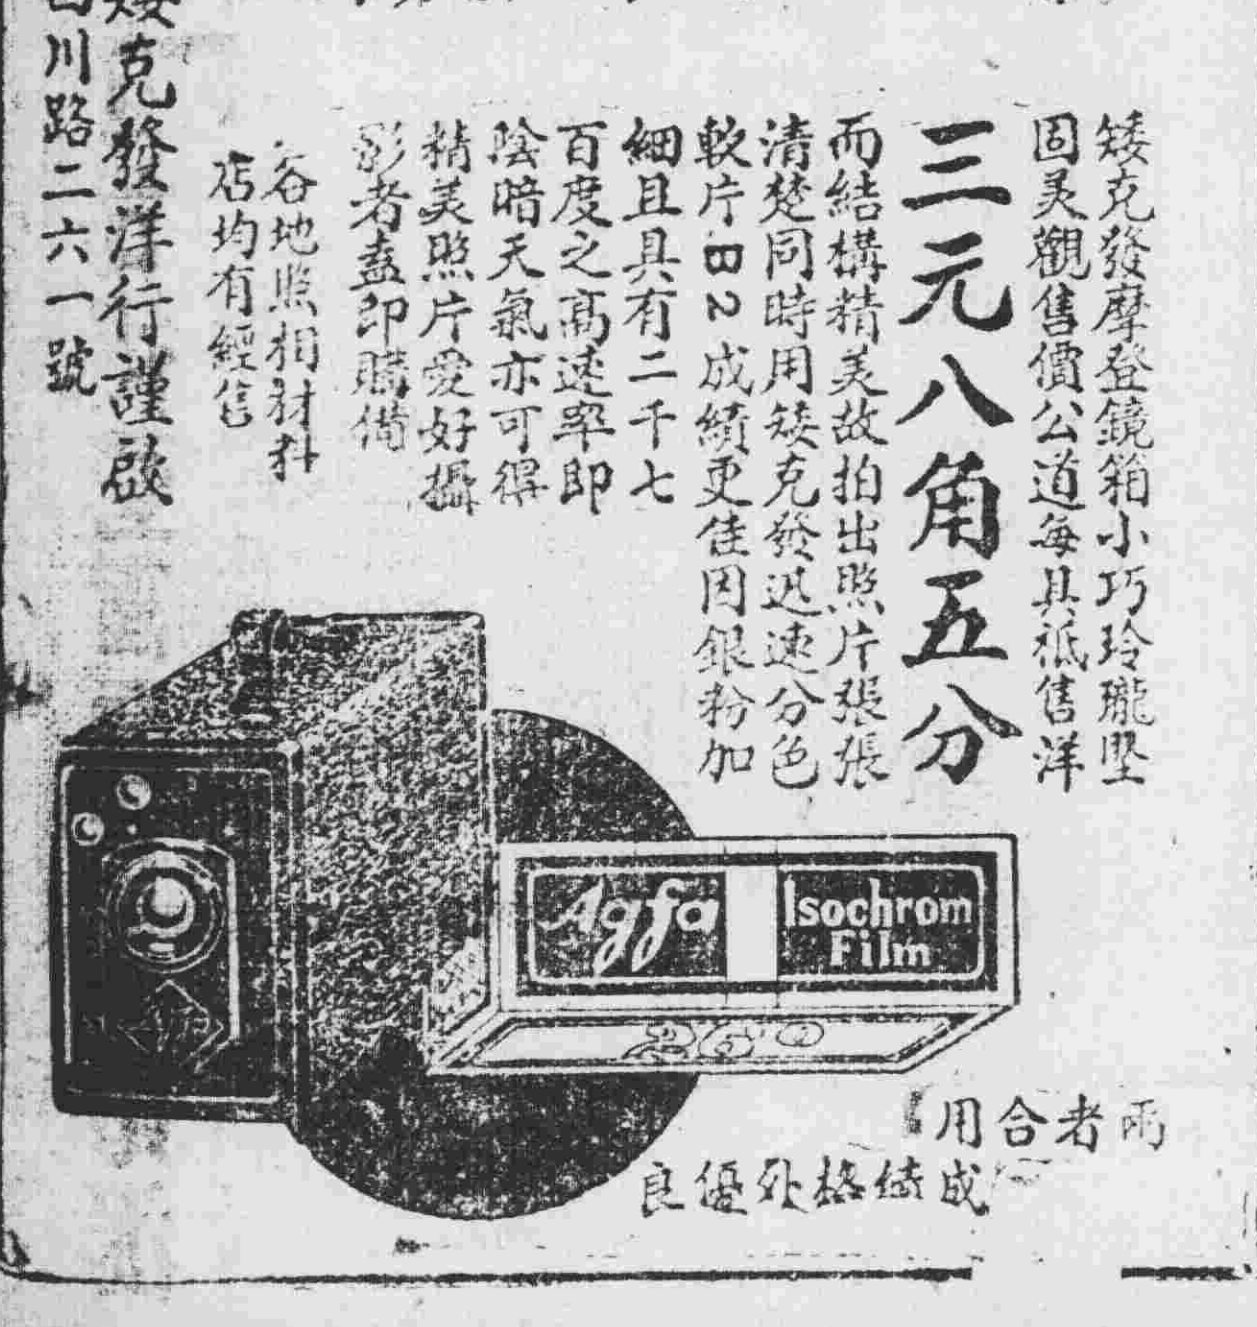 矮克發摩登鏡箱小巧玲瓏堅
固美觀售價公道每具祗售洋
三元八角五分
而結構精美故拍出照片張張
清楚同時用矮克發迅速分色
軟片B2成績更佳因銀粉加
細且具有二千七
百度之高速率即
陰暗天氣亦可得
精美照片愛好攝
影者盍即購備
各地照相材料
店均有經售
矮克發洋行謹啟
川路二六一號
Agfa
Isochrom
Film
用合者兩
良優外格績成